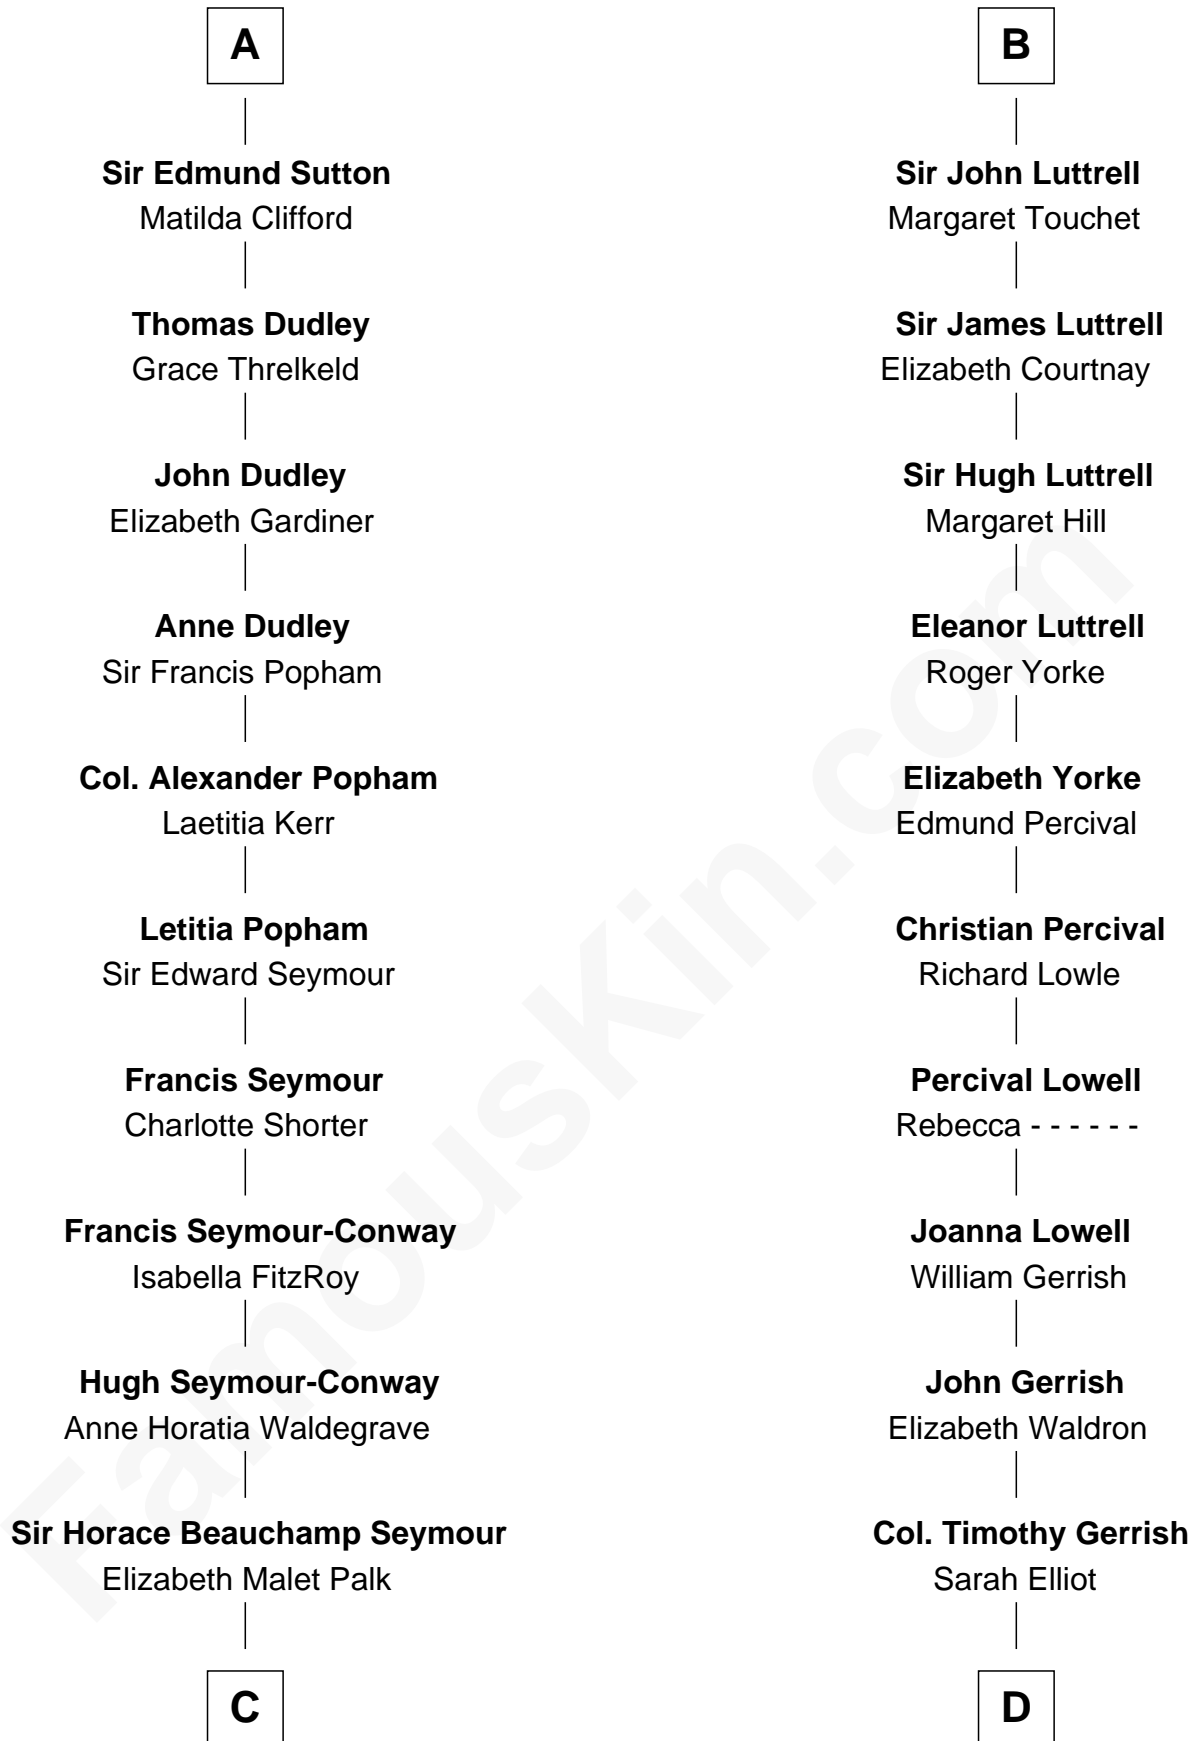 A
Sir Edmund Sutton
Matilda Clifford
Thomas Dudley
Grace Threlkeld
John Dudley
Elizabeth Gardiner
Anne Dudley
Sir Francis Popham
Col. Alexander Popham
Laetitia Kerr
Letitia Popham
Sir Edward Seymour
Francis Seymour
Charlotte Shorter
Francis Seymour-Conway
Isabella FitzRoy
Hugh Seymour-Conway
Anne Horatia Waldegrave
Sir Horace Beauchamp Seymour
Elizabeth Malet Palk
C
B
Sir John Luttrell
Margaret Touchet
Sir James Luttrell
Elizabeth Courtnay
Sir Hugh Luttrell
Margaret Hill
Eleanor Luttrell
Roger Yorke
Elizabeth Yorke
Edmund Percival
Christian Percival
Richard Lowle
Percival Lowell
Rebecca - - - - - -
Joanna Lowell
William Gerrish
John Gerrish
Elizabeth Waldron
Col. Timothy Gerrish
Sarah Elliot
D
FamousKin.com